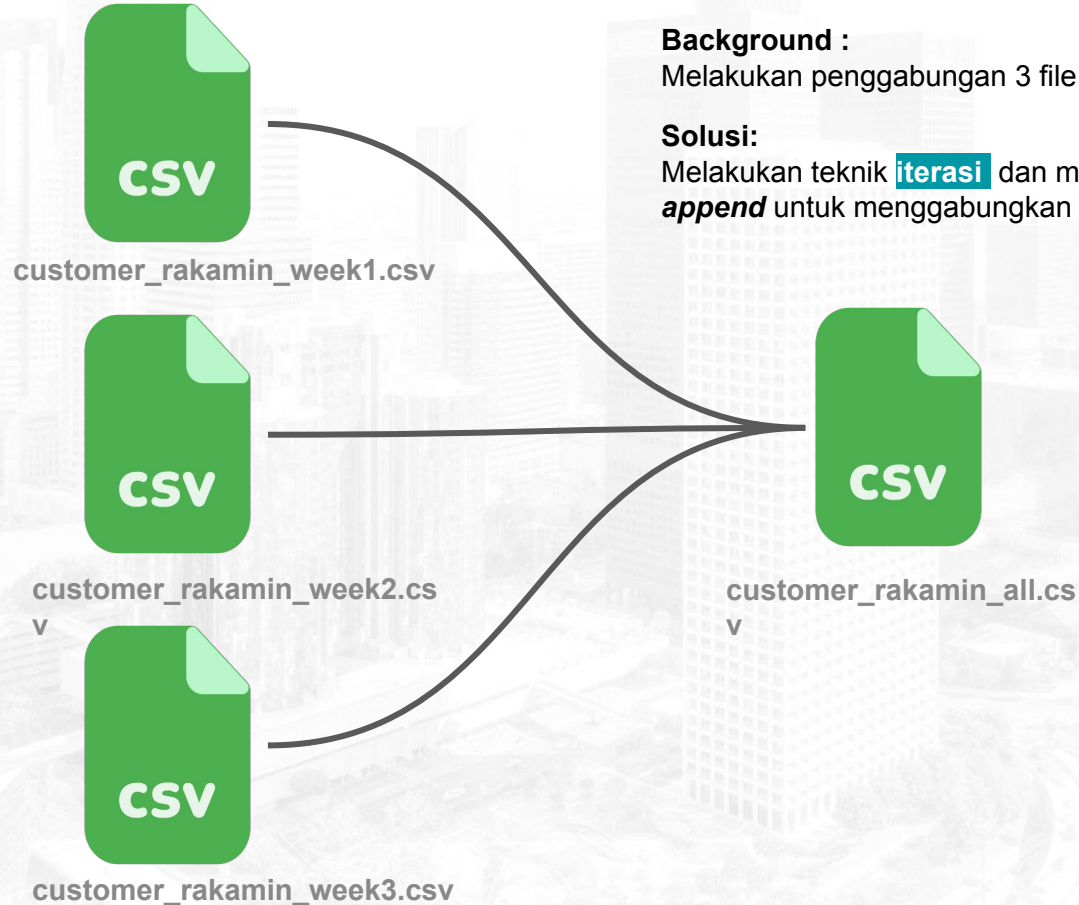 Background :
Melakukan penggabungan 3 file
Solusi:
Melakukan teknik iterasi dan m
append untuk menggabungkan
csv
customer_rakamin_week1.csv
csv
customer_rakamin_week2.cs
v
csv
customer_rakamin_week3.csv
csv
customer_rakamin_all.cs
v